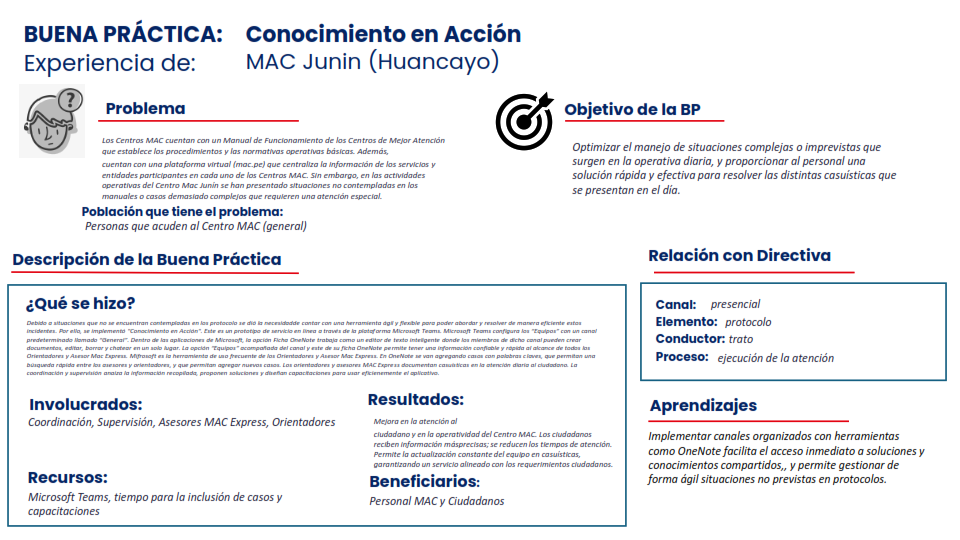 BUENA PRÁCTICA: Conocimiento en Acción
Experiencia de: MAC Junin (Huancayo)
?
Problema
Los Centros MAC cuentan con un Manual de Funcionamiento de los Centros de Mejor Atención
que establece los procedimientos y las normativas operativas básicas. Además,
cuentan con una plataforma virtual (mac.pe) que centraliza la información de los servicios y
entidades participantes en cada uno de los Centros MAC. Sin embargo, en las actividades
operativas del Centro Mac Junín se han presentado situaciones no contempladas en los
manuales o casos demasiado complejos que requieren una atención especial.
Población que tiene el problema:
Personas que acuden al Centro MAC (general)
Objetivo de la BP
Optimizar el manejo de situaciones complejas o imprevistas que
surgen en la operativa diaria, y proporcionar al personal una
solución rápida y efectiva para resolver las distintas casuísticas que
se presentan en el día.
Descripción de la Buena Práctica
¿Qué se hizo?
Debido a situaciones que no se encuentran contempladas en los protocolo se dió la necesidadde contar con una herramienta ágil y flexible para poder abordar y resolver de manera eficiente estos
incidentes. Por ello, se implementó "Conocimiento en Acción". Este es un prototipo de servicio en línea a través de la plataforma Microsoft Teams. Microsoft Teams configura los "Equipos" con un canal
predeterminado llamado "General". Dentro de las aplicaciones de Microsoft, la opción Ficha OneNote trabaja como un editor de texto inteligente donde los miembros de dicho canal pueden crear
documentos, editar, borrar y chatear en un solo lugar. La opción "Equipos" acompañada del canal y este de su ficha OneNote permite tener una información confiable y rápida al alcance de todos los
Orientadores y Asesor Mac Express. Mifrosoft es la herramienta de uso frecuente de los Orientadores y Asesor Mac Express. En OneNote se van agregando casos con palabras claves, que permitan una
búsqueda rápida entre los asesores y orientadores, y que permitan agregar nuevos casos. Los orientadores y asesores MAC Express documentan casuísticas en la atención diaria al ciudadano. La
coordinación y supervisión anaiza la información recopilada, proponen soluciones y diseñan capacitaciones para usar eficienemente el aplicativo.
Involucrados:
Coordinación, Supervisión, Asesores MAC Express, Orientadores
Recursos:
Microsoft Teams, tiempo para la inclusión de casos y
capacitaciones
Resultados:
Mejora en la atención al
ciudadano y en la operatividad del Centro MAC. Los ciudadanos
reciben información másprecisas; se reducen los tiempos de atención.
Permite la actualización constante del equipo en casuísticas,
garantizando un servicio alineado con los requerimientos ciudadanos.
Beneficiarios:
Personal MAC y Ciudadanos
Relación con Directiva
Canal: presencial
Elemento: protocolo
Conductor: trato
Proceso: ejecución de la atención
Aprendizajes
Implementar canales organizados con herramientas
como OneNote facilita el acceso inmediato a soluciones y
conocimientos compartidos,, y permite gestionar de
forma ágil situaciones no previstas en protocolos.